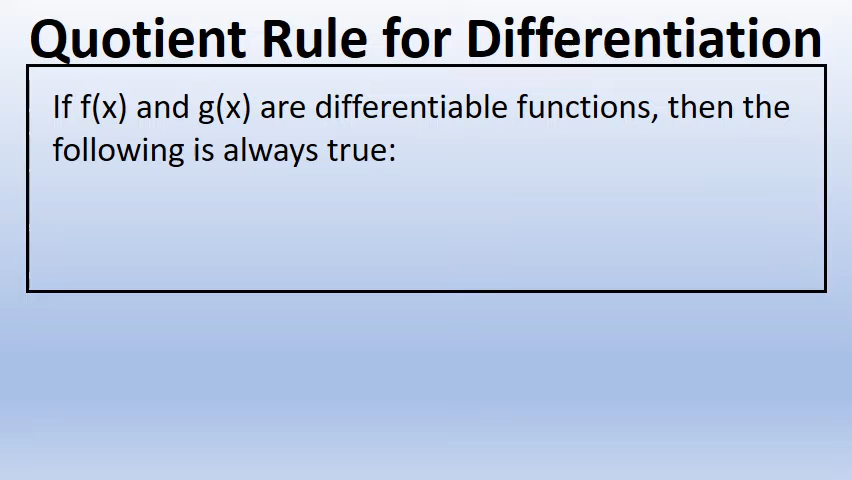 Quotient Rule for Differentiation
If f(x) and g(x) are differentiable functions, then the
following is always true: